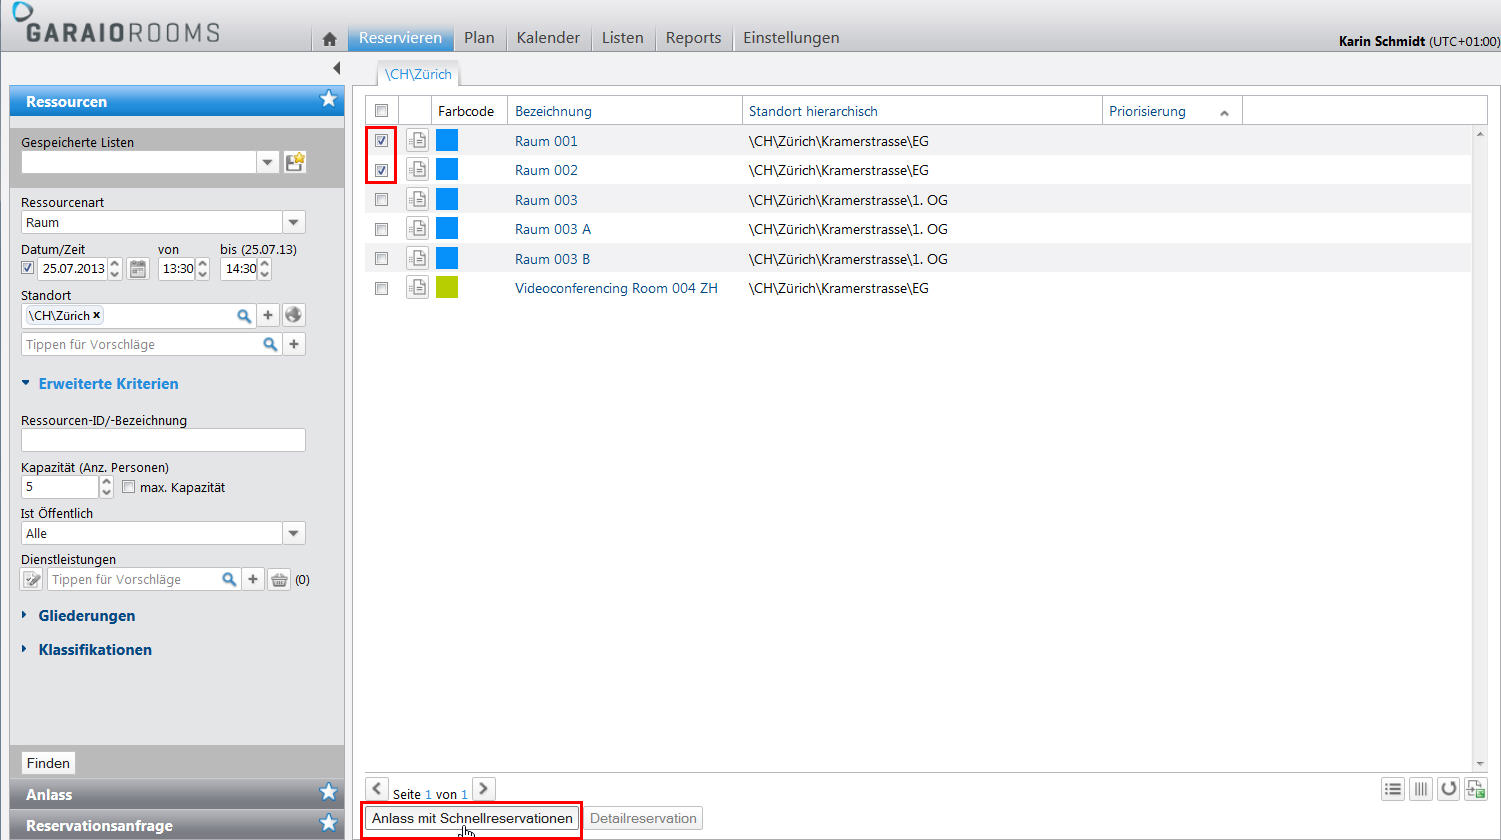 GARAIOROOMS
Reservieren Plan Kalender Listen Reports Einstellungen
Karin Schmidt (UTC+01:00)
\CH\Zürich
Ressourcen
Gespeicherte Listen
Ressourcenart
Raum
Datum/Zeit von bis (25.07.13)
25.07.2013 13:30 14:30
Standort
\CH\Zürich x
Tippen für Vorschläge
Erweiterte Kriterien
Ressourcen-ID/-Bezeichnung
Kapazität (Anz. Personen)
5 max. Kapazität
Ist Öffentlich
Alle
Dienstleistungen
Tippen für Vorschläge (0)
Gliederungen
Klassifikationen
Finden
Anlass
Reservationsanfrage
Farbcode Bezeichnung Standort hierarchisch Priorisierung
Raum 001 \CH\Zürich\Kramerstrasse\EG
Raum 002 \CH\Zürich\Kramerstrasse\EG
Raum 003 \CH\Zürich\Kramerstrasse\1. OG
Raum 003 A \CH\Zürich\Kramerstrasse\1. OG
Raum 003 B \CH\Zürich\Kramerstrasse\1. OG
Videoconferencing Room 004 ZH \CH\Zürich\Kramerstrasse\EG
Seite 1 von 1
Anlass mit Schnellreservationen Detailreservation